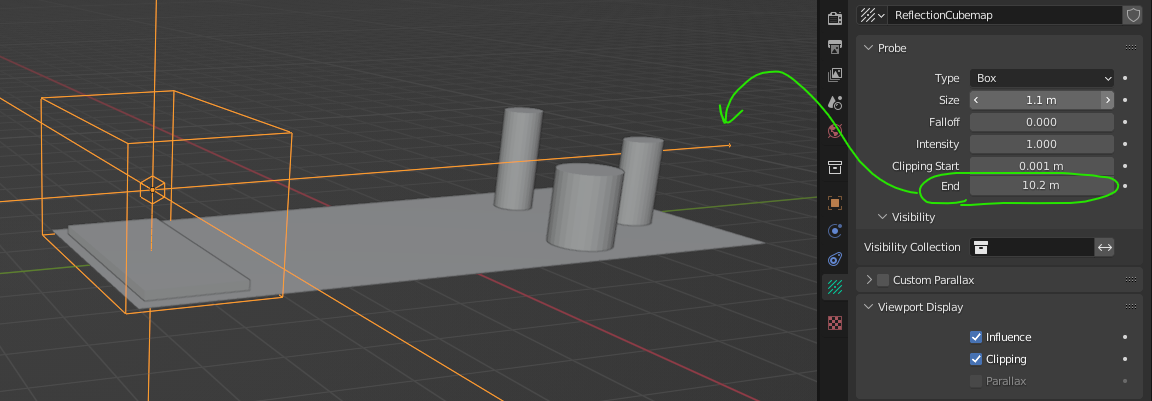 ReflectionCubemap
Probe
Type Box
Size 1.1 m
Falloff 0.000
Intensity 1.000
Clipping Start 0.001 m
End 10.2 m
Visibility
Visibility Collection
Custom Parallax
Viewport Display
Influence
Clipping
Parallax